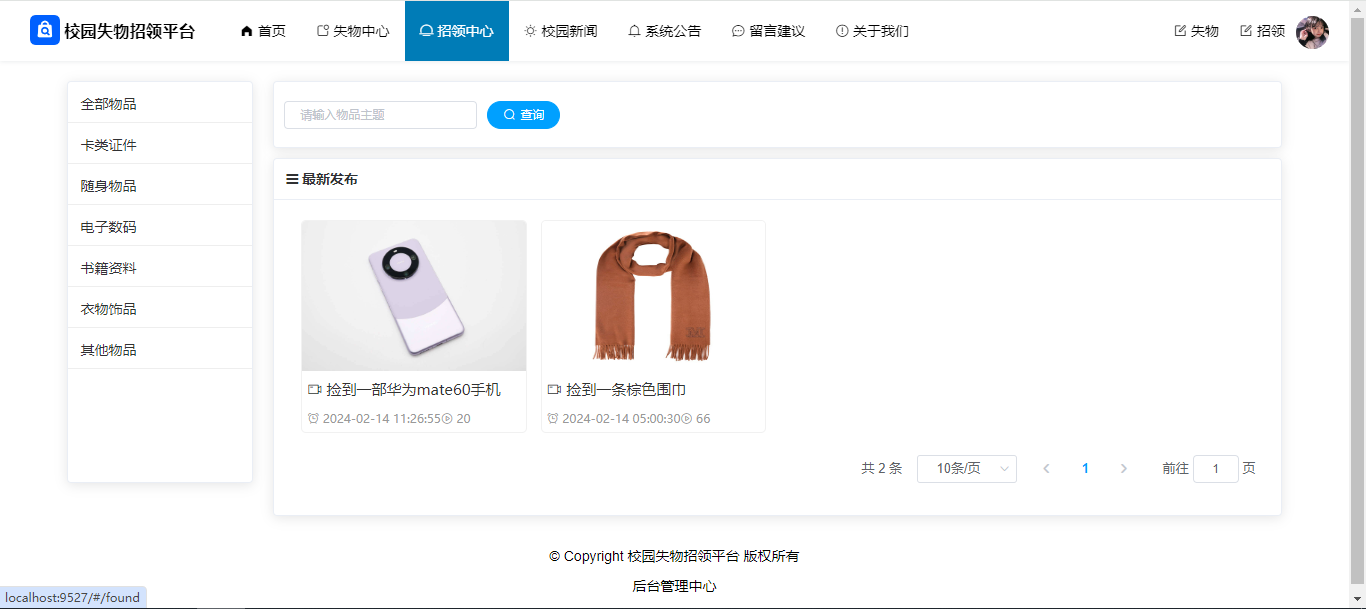 校园失物招领平台 首页 失物中心 招领中心 校园新闻 系统公告 留言建议 关于我们 失物 招领
全部物品
卡类证件
随身物品
电子数码
书籍资料
衣物饰品
其他物品
请输入物品主题 查询
最新发布
捡到一部华为mate60手机
2024-02-14 11:26:55 20
捡到一条棕色围巾
2024-02-14 05:00:30 66
共 2 条 10条/页 1 前往 1 页
© Copyright 校园失物招领平台 版权所有
后台管理中心
localhost:9527/#/found